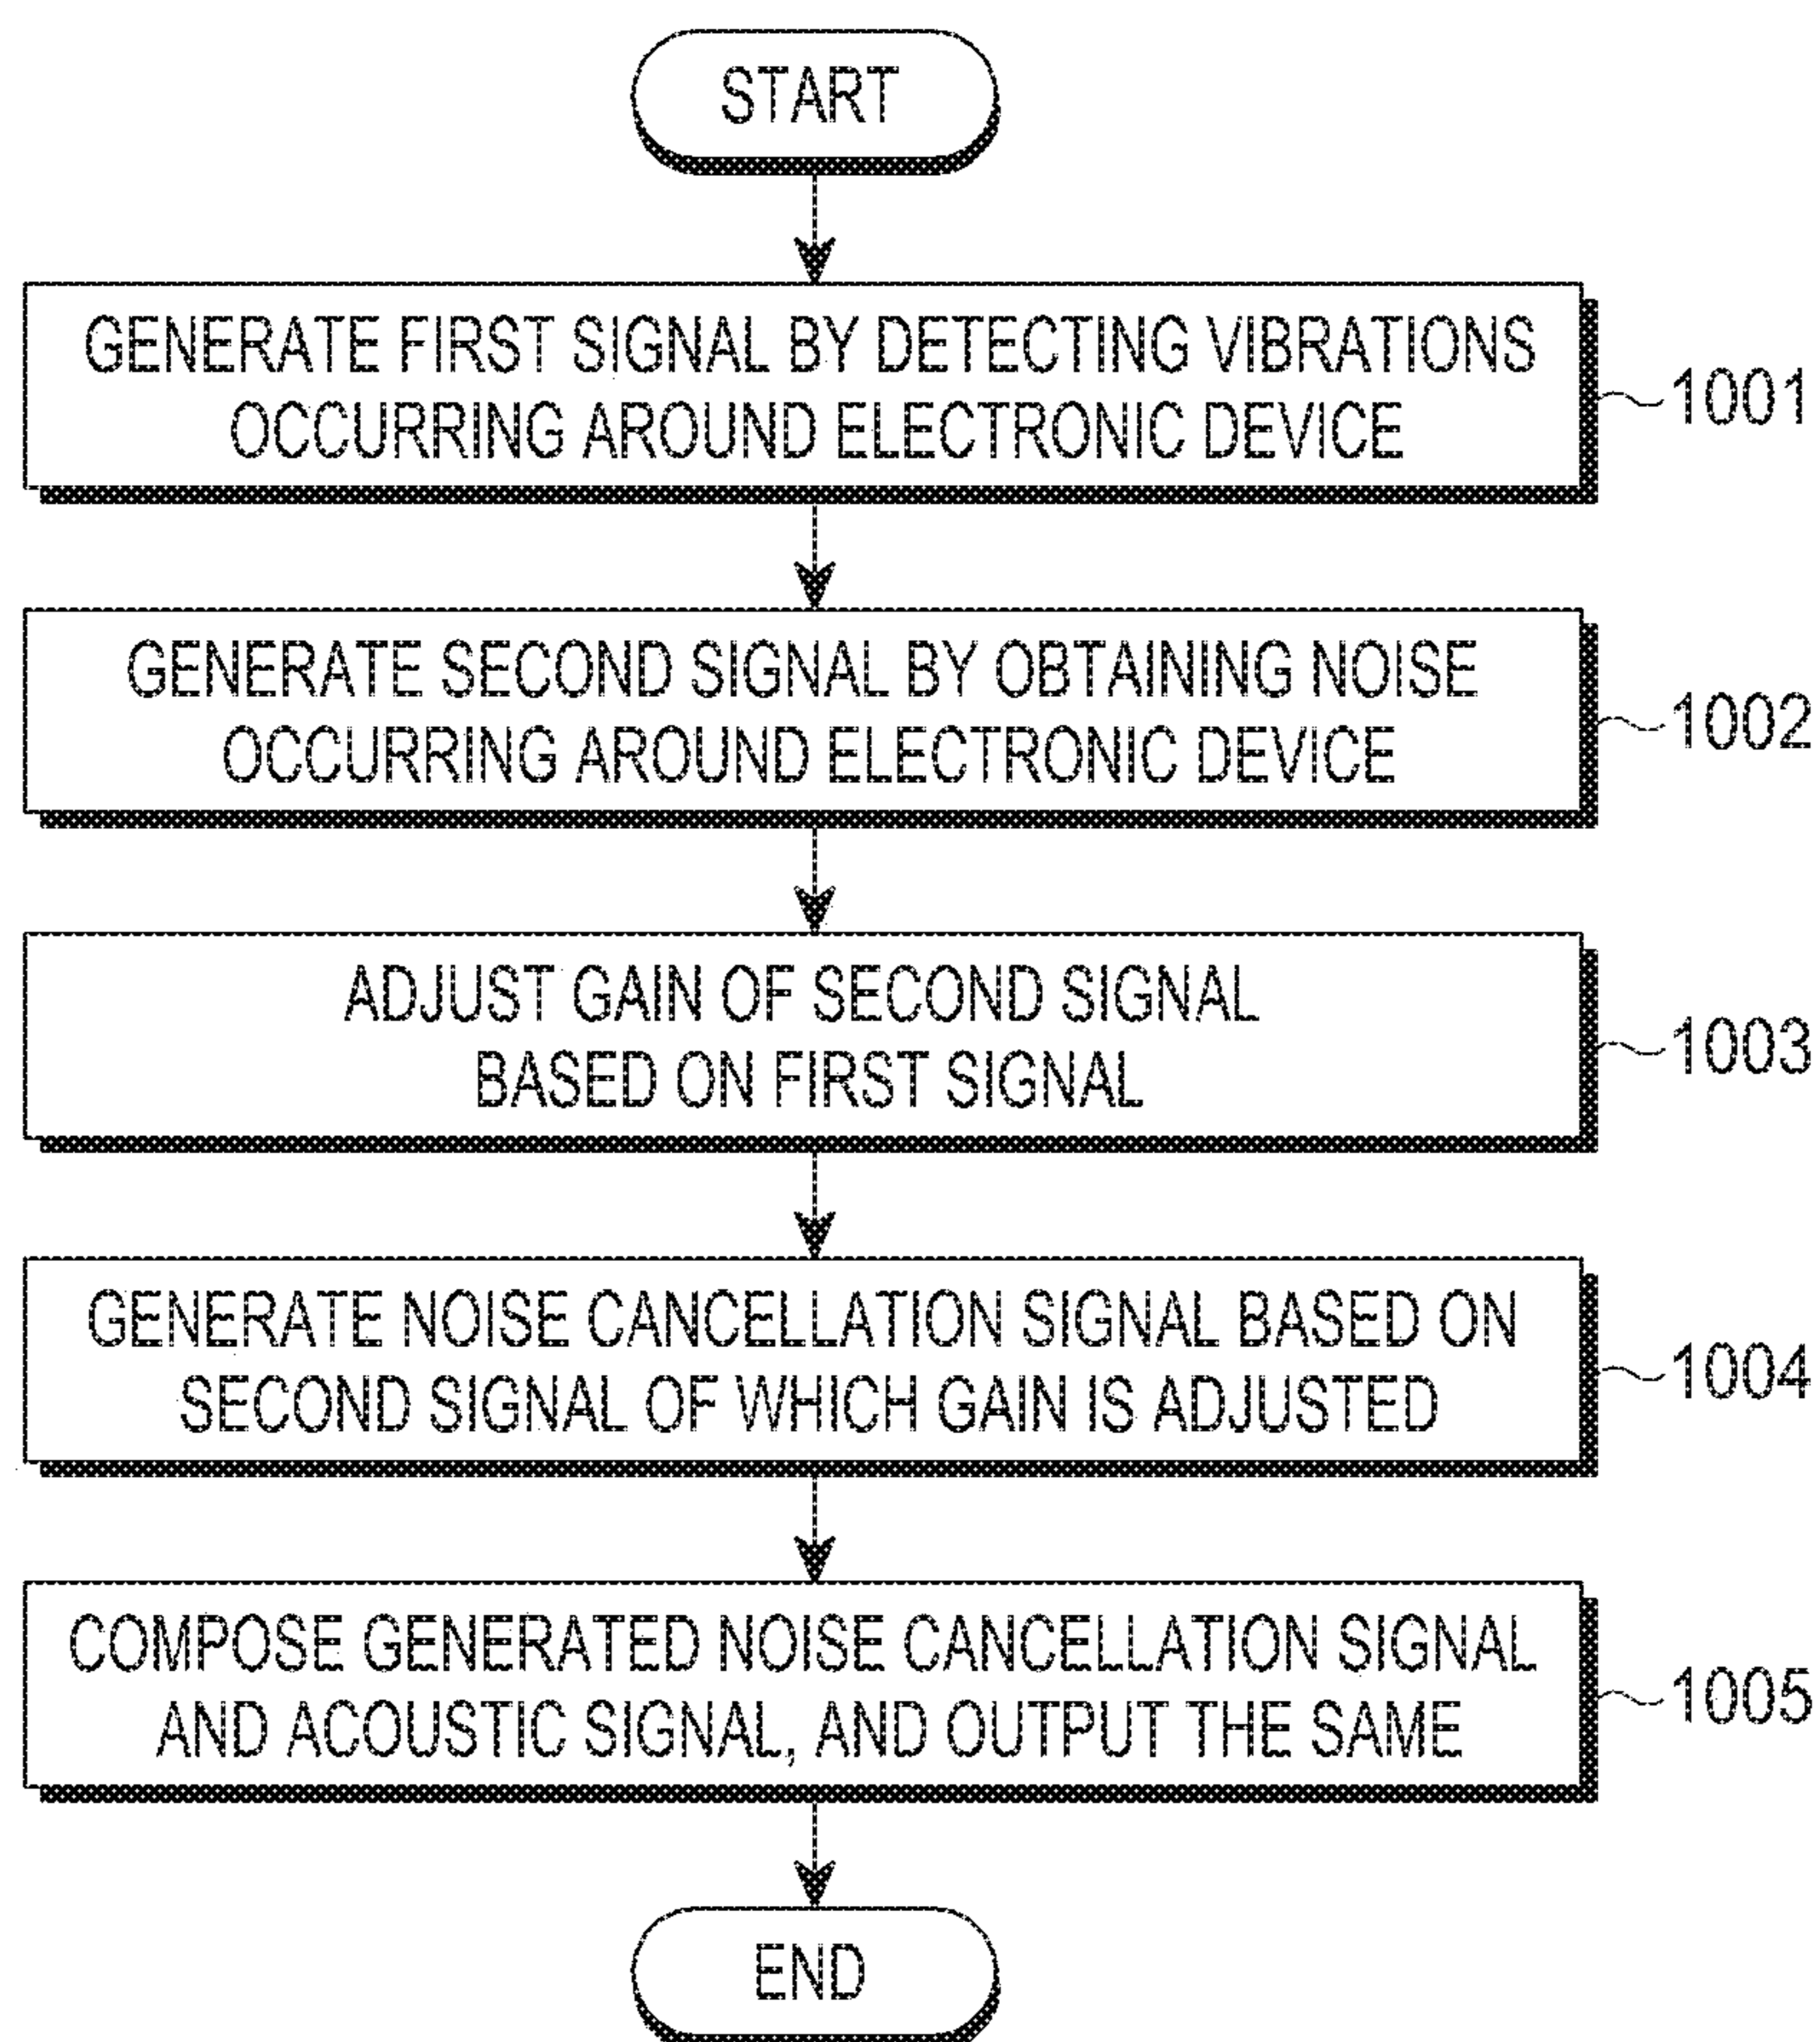 START
GENERATE FIRST SIGNAL BY DETECTING VIBRATIONS
OCCURRING AROUND ELECTRONIC DEVICE
1001
GENERATE SECOND SIGNAL BY OBTAINING NOISE
OCCURRING AROUND ELECTRONIC DEVICE
1002
ADJUST GAIN OF SECOND SIGNAL
BASED ON FIRST SIGNAL
1003
GENERATE NOISE CANCELLATION SIGNAL BASED ON
SECOND SIGNAL OF WHICH GAIN IS ADJUSTED
1004
COMPOSE GENERATED NOISE CANCELLATION SIGNAL
AND ACOUSTIC SIGNAL, AND OUTPUT THE SAME
1005
END